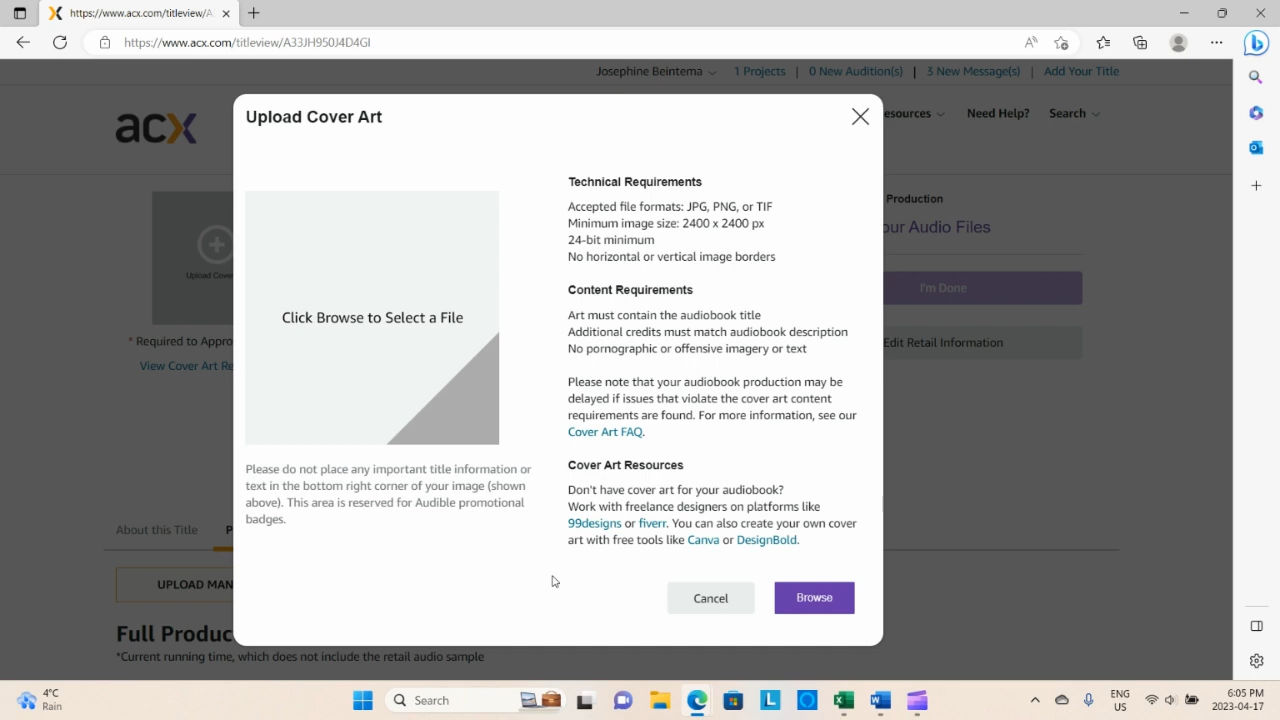 https://www.acx.com/titleview/A
https://www.acx.com/titleview/A33JH950J4D4GI
Josephine Beintema
1 Projects | 0 New Audition(s) | 3 New Message(s) | Add Your Title
acx
esources
Need Help?
Search
Upload Cover Art
Technical Requirements
Accepted file formats: JPG, PNG, or TIF
Minimum image size: 2400 x 2400 px
24-bit minimum
No horizontal or vertical image borders
Content Requirements
Art must contain the audiobook title
Additional credits must match audiobook description
No pornographic or offensive imagery or text
Please note that your audiobook production may be
delayed if issues that violate the cover art content
requirements are found. For more information, see our
Cover Art FAQ.
Cover Art Resources
Don't have cover art for your audiobook?
Work with freelance designers on platforms like
99designs or fiverr. You can also create your own cover
art with free tools like Canva or DesignBold.
Click Browse to Select a File
Please do not place any important title information or
text in the bottom right corner of your image (shown
above). This area is reserved for Audible promotional
badges.
Cancel
Browse
Upload Cove
* Required to Appro
View Cover Art Re
Production
our Audio Files
I'm Done
Edit Retail Information
About this Title
P
UPLOAD MAN
Full Produc
*Current running time, which does not include the retail audio sample
4°C
Rain
Search
ENG
US
6:05 PM
2023-04-17